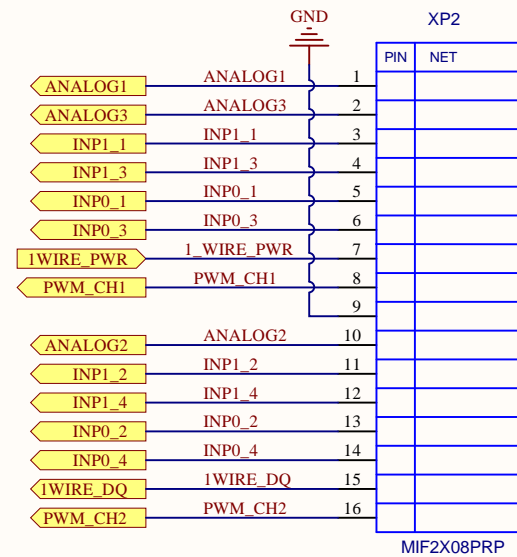 GND
XP2
PIN NET
ANALOG1 ANALOG1 1
ANALOG3 ANALOG3 2
INP1_1 INP1_1 3
INP1_3 INP1_3 4
INP0_1 INP0_1 5
INP0_3 INP0_3 6
1WIRE_PWR 1_WIRE_PWR 7
PWM_CH1 PWM_CH1 8
9
ANALOG2 ANALOG2 10
INP1_2 INP1_2 11
INP1_4 INP1_4 12
INP0_2 INP0_2 13
INP0_4 INP0_4 14
1WIRE_DQ 1WIRE_DQ 15
PWM_CH2 PWM_CH2 16
MIF2X08PRP